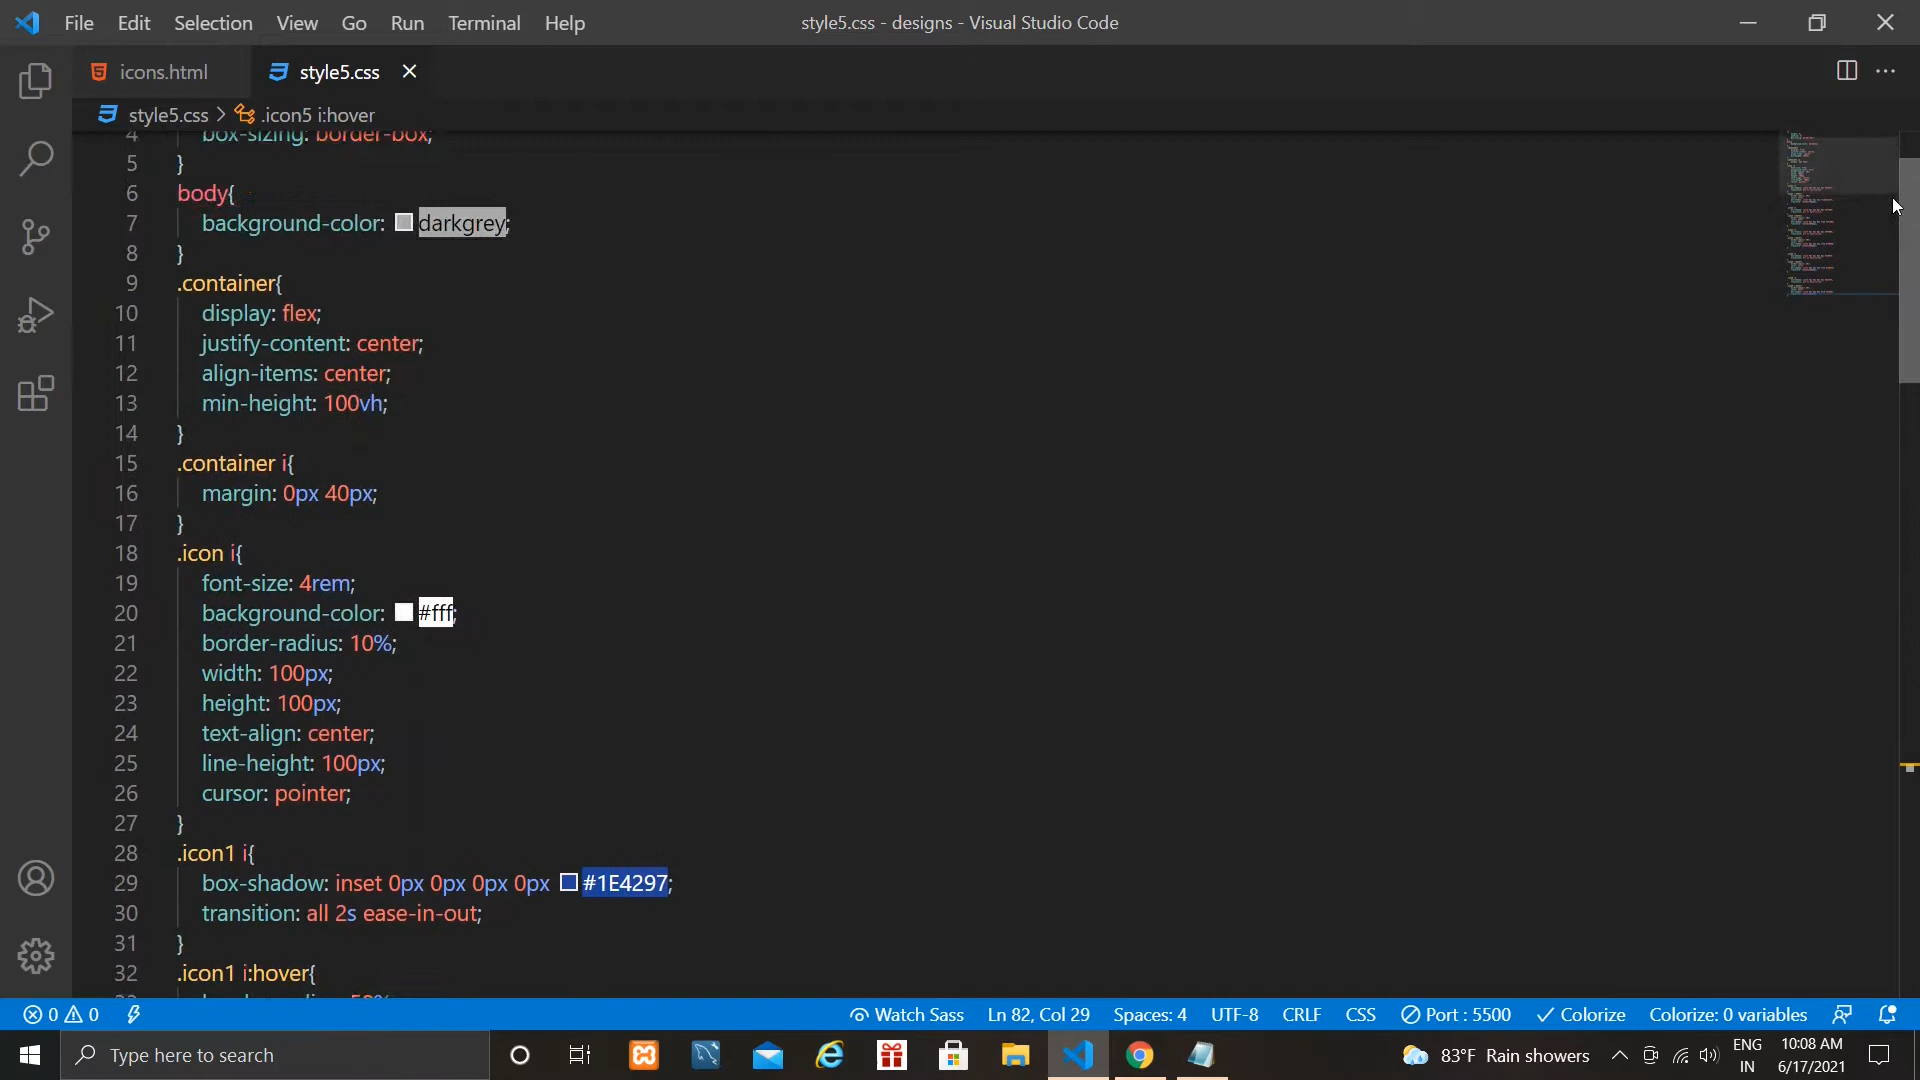 File Edit Selection View Go Run Terminal Help
style5.css - designs - Visual Studio Code
icons.html
style5.css
style5.css > .icon5 i:hover
4 box-sizing: border-box;
5 }
6 body{
7 background-color: darkgrey;
8 }
9 .container{
10 display: flex;
11 justify-content: center;
12 align-items: center;
13 min-height: 100vh;
14 }
15 .container i{
16 margin: 0px 40px;
17 }
18 .icon i{
19 font-size: 4rem;
20 background-color: #fff;
21 border-radius: 10%;
22 width: 100px;
23 height: 100px;
24 text-align: center;
25 line-height: 100px;
26 cursor: pointer;
27 }
28 .icon1 i{
29 box-shadow: inset 0px 0px 0px 0px #1E4297;
30 transition: all 2s ease-in-out;
31 }
32 .icon1 i:hover{
0 0
Watch Sass Ln 82, Col 29 Spaces: 4 UTF-8 CRLF CSS Port : 5500 Colorize Colorize: 0 variables
Type here to search
83°F Rain showers
ENG
IN
10:08 AM
6/17/2021